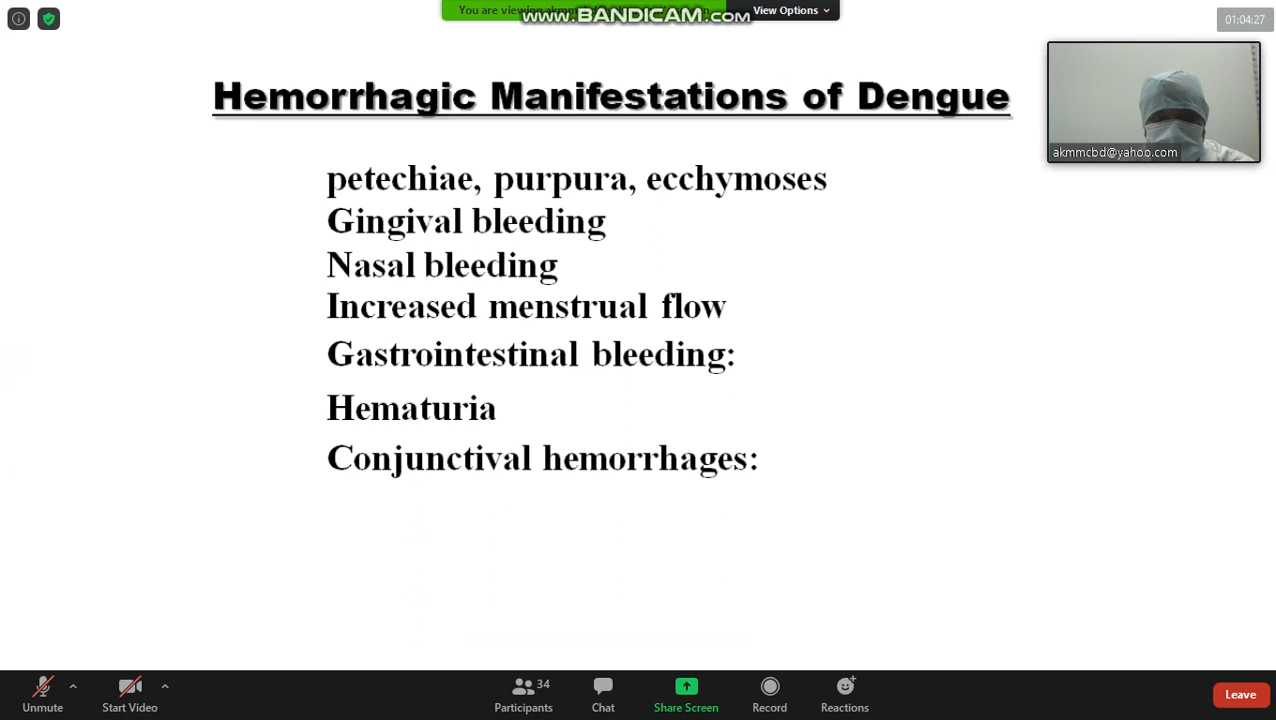 You are viewing
www.BANDICAM.com
View Options
01:04:27
Hemorrhagic Manifestations of Dengue
akmmcbd@yahoo.com
petechiae, purpura, ecchymoses
Gingival bleeding
Nasal bleeding
Increased menstrual flow
Gastrointestinal bleeding:
Hematuria
Conjunctival hemorrhages:
Unmute
Start Video
34
Participants
Chat
Share Screen
Record
Reactions
Leave